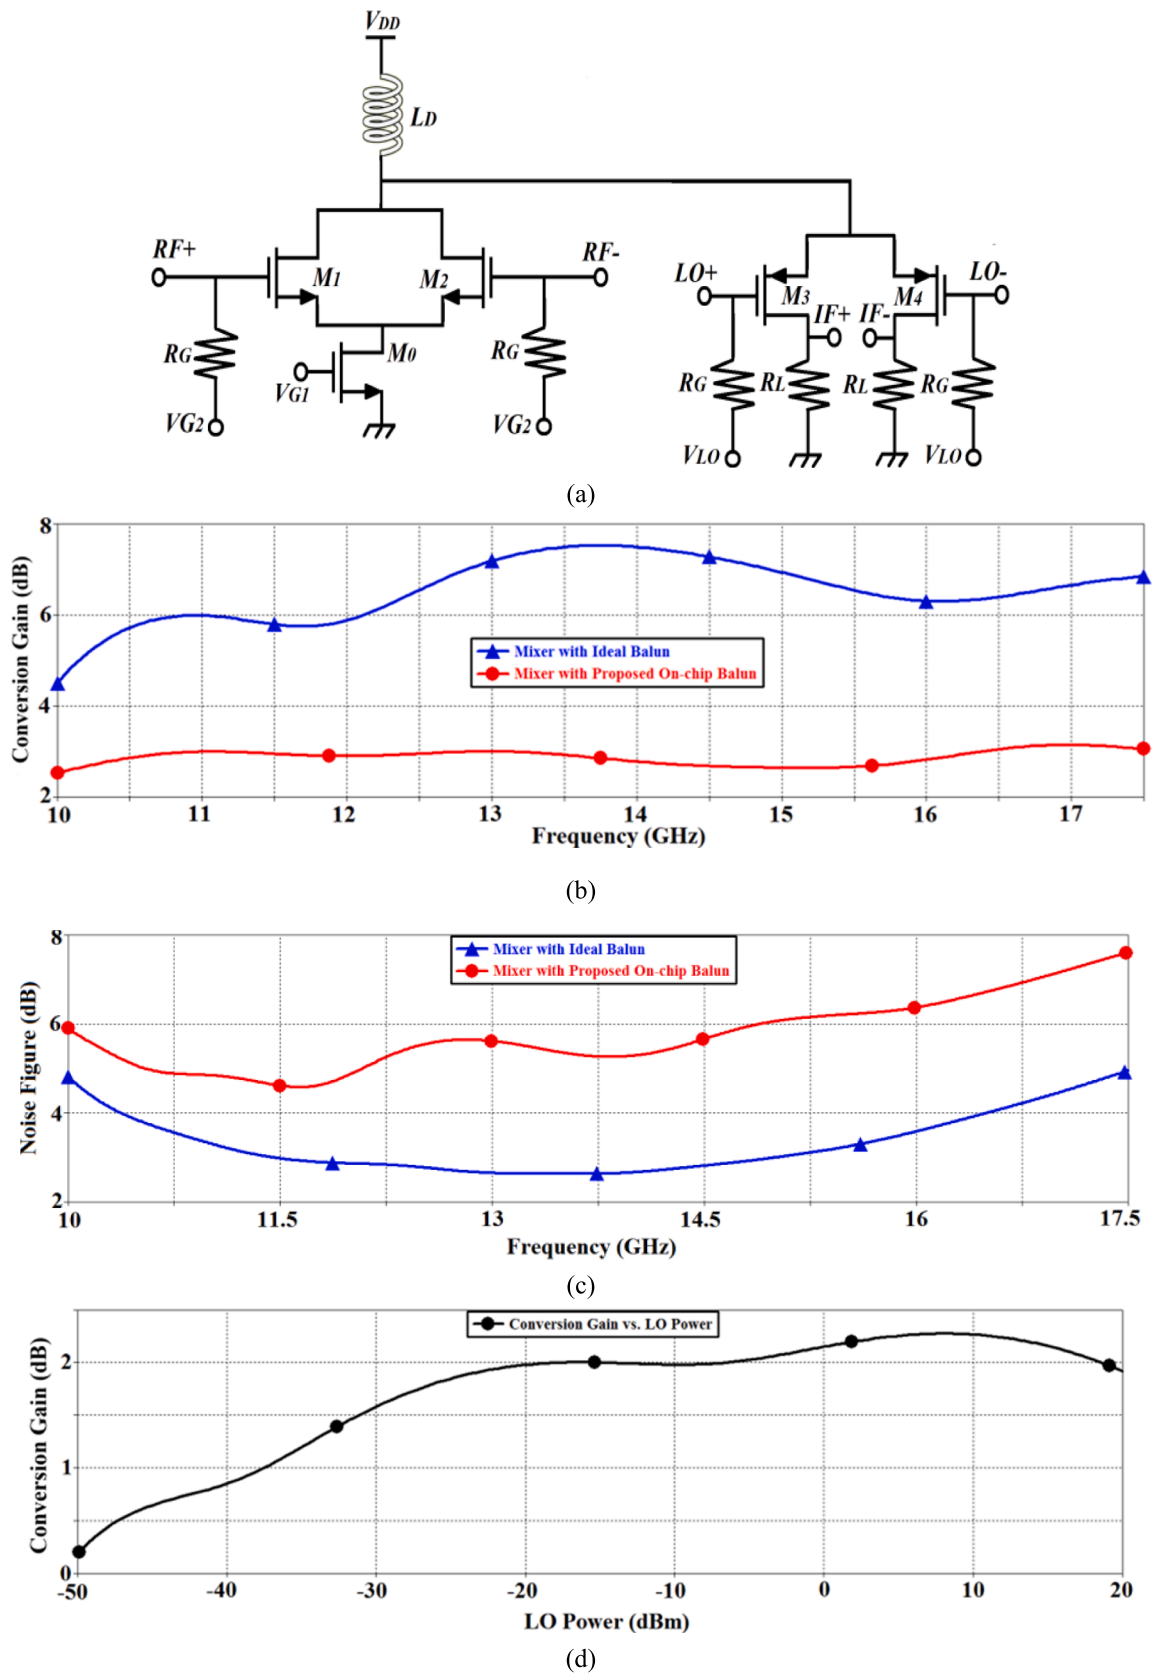 VDD
LD
RF+
RF-
M1
M2
LO+
LO-
M3
M4
IF+
IF-
RG
M0
RG
VG1
RG
RL
RL
RG
VG2
VG2
VLO
VLO
(a)
8
6
4
2
Conversion Gain (dB)
Mixer with Ideal Balun
Mixer with Proposed On-chip Balun
10 11 12 13 14 15 16 17
Frequency (GHz)
(b)
8
6
4
2
Noise Figure (dB)
Mixer with Ideal Balun
Mixer with Proposed On-chip Balun
10 11.5 13 14.5 16 17.5
Frequency (GHz)
(c)
2
1
0
Conversion Gain (dB)
Conversion Gain vs. LO Power
-50 -40 -30 -20 -10 0 10 20
LO Power (dBm)
(d)